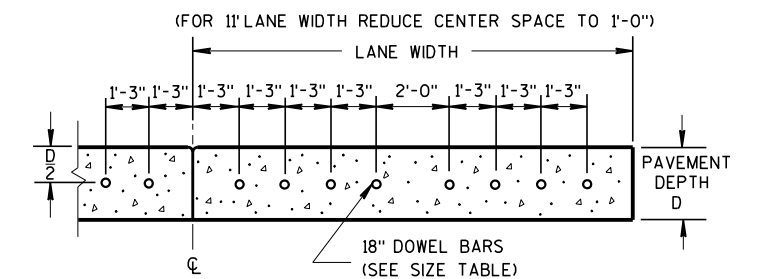 (FOR 11' LANE WIDTH REDUCE CENTER SPACE TO 1'-0")
LANE WIDTH
1'-3" 1'-3" 1'-3" 1'-3" 1'-3" 2'-0" 1'-3" 1'-3" 1'-3"
D
2
PAVEMENT
DEPTH
D
18" DOWEL BARS
(SEE SIZE TABLE)
℄